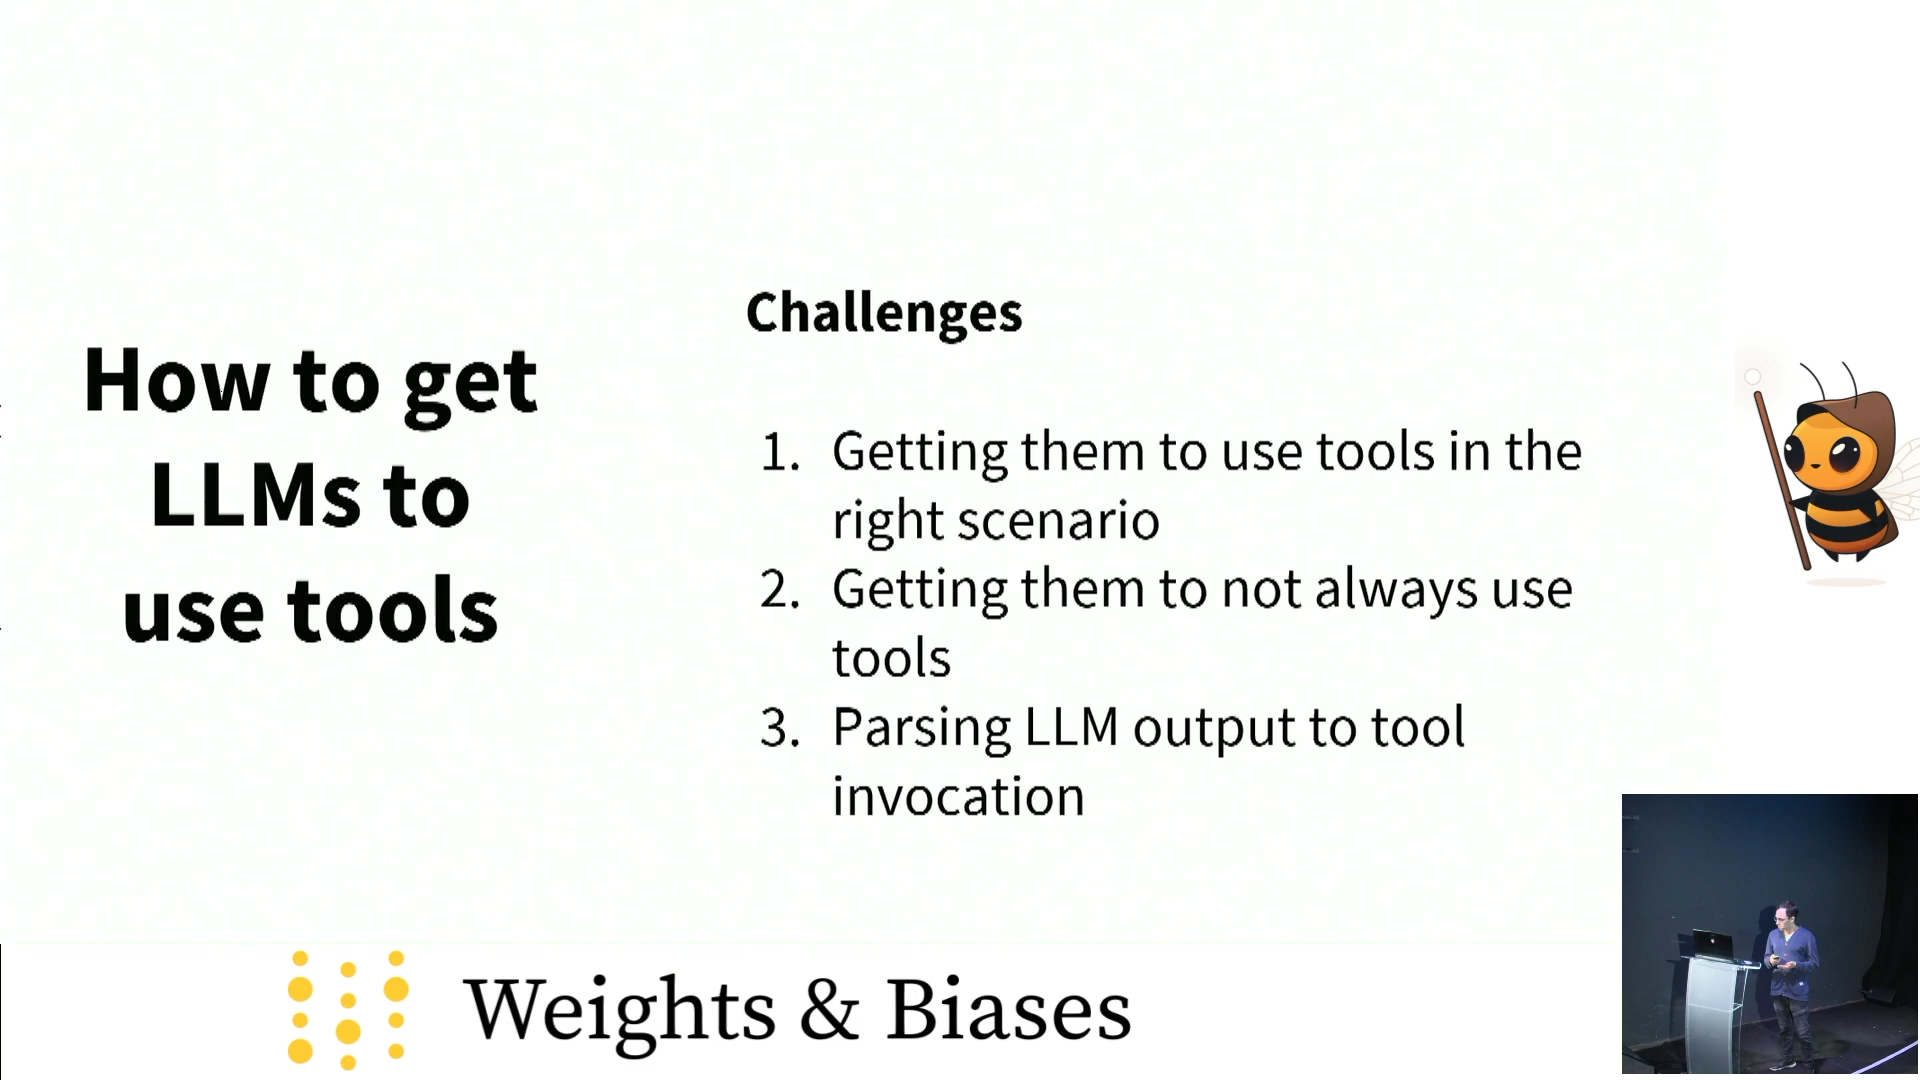 How to get
LLMs to
use tools
Challenges
1. Getting them to use tools in the
right scenario
2. Getting them to not always use
tools
3. Parsing LLM output to tool
invocation
Weights & Biases